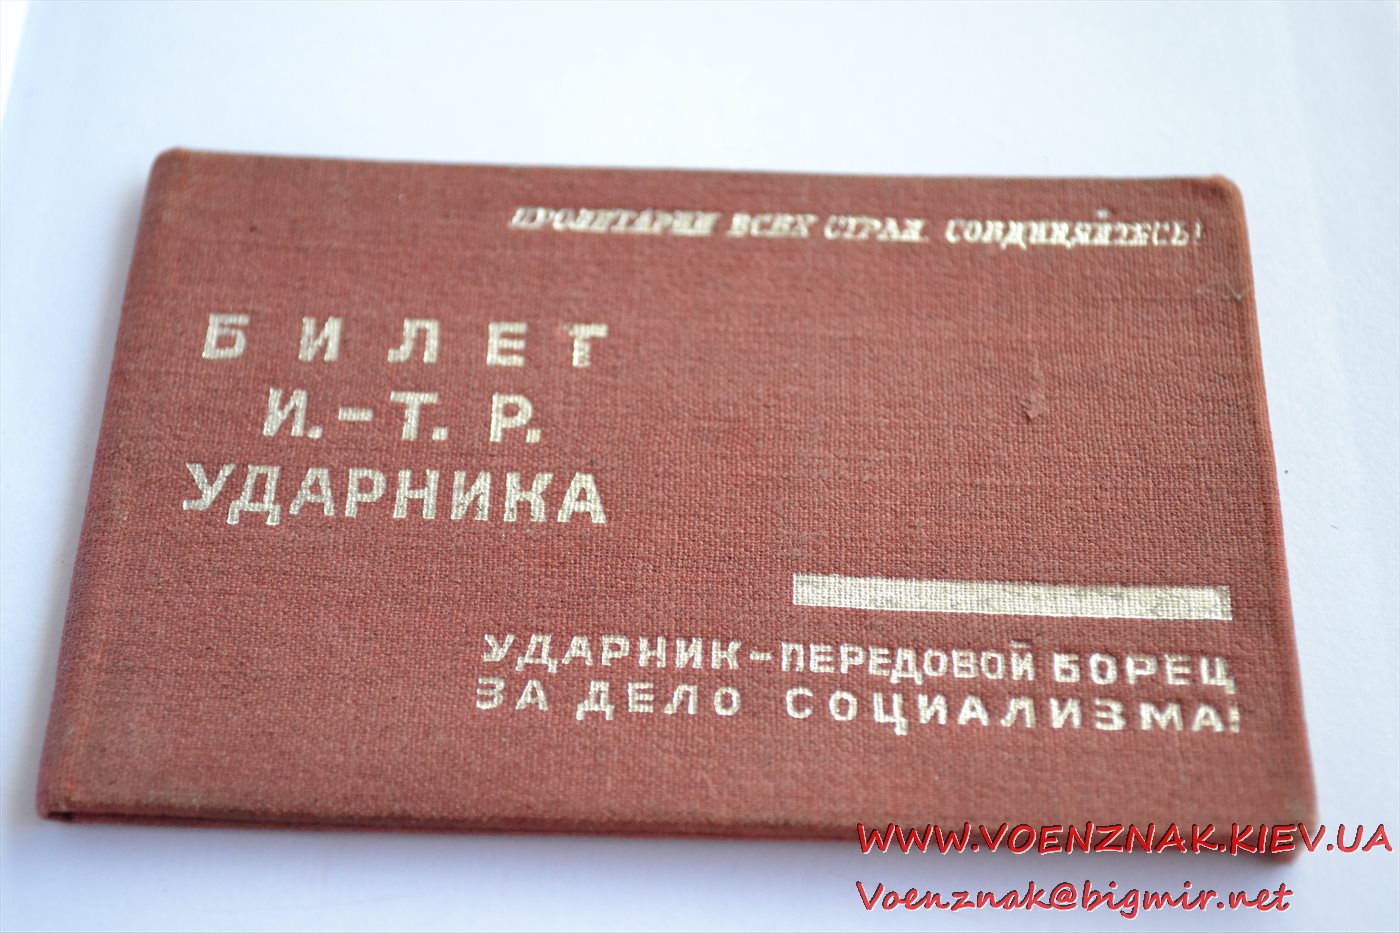 ПРОЛЕТАРИИ ВСЕХ СТРАН, СОЕДИНЯЙТЕСЬ!
БИЛЕТ
И.-Т. Р.
УДАРНИКА
УДАРНИК-ПЕРЕДОВОЙ БОРЕЦ
ЗА ДЕЛО СОЦИАЛИЗМА!
WWW.VOENZNAK.KIEV.UA
Voenznak@bigmir.net